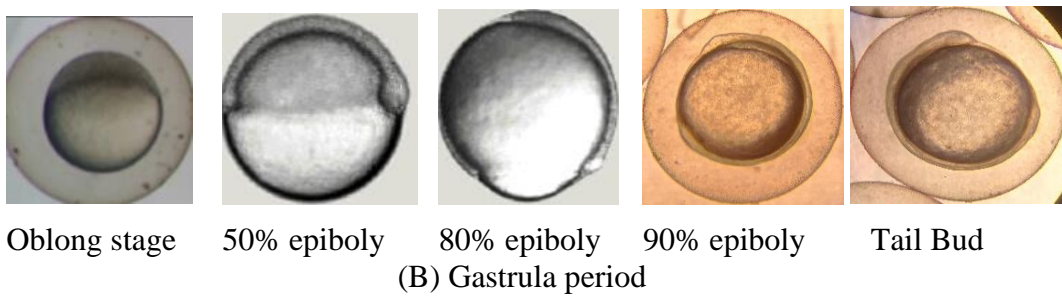 Oblong stage 50% epiboly 80% epiboly 90% epiboly Tail Bud
(B) Gastrula period